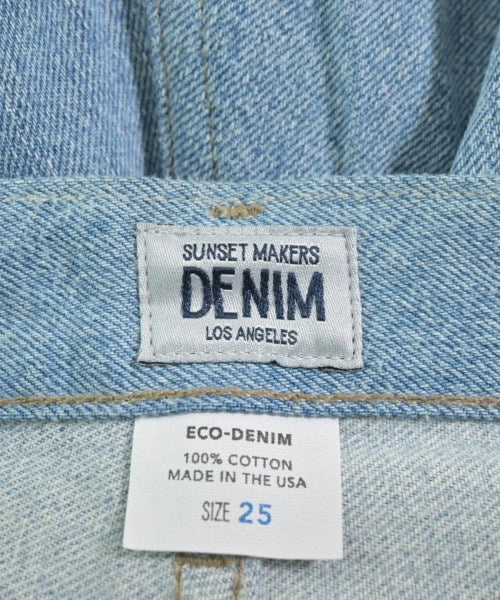 SUNSET MAKERS
DENIM
LOS ANGELES
ECO-DENIM
100% COTTON
MADE IN THE USA
SIZE 25